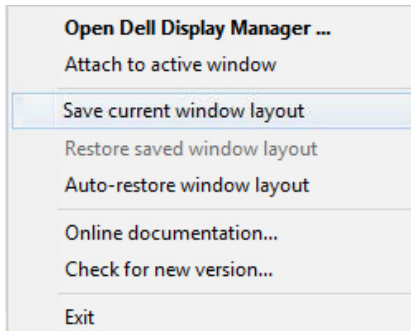 Open Dell Display Manager ...
Attach to active window
Save current window layout
Restore saved window layout
Auto-restore window layout
Online documentation...
Check for new version...
Exit